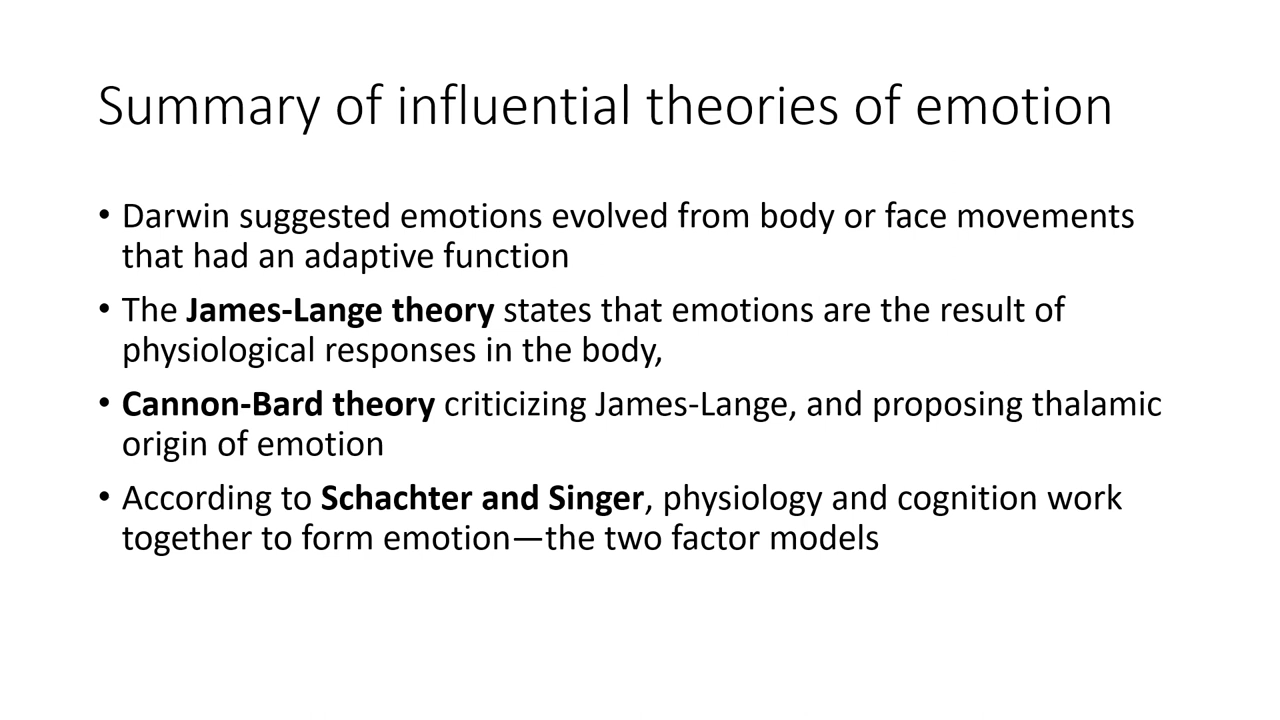 Summary of influential theories of emotion
• Darwin suggested emotions evolved from body or face movements
that had an adaptive function
• The James-Lange theory states that emotions are the result of
physiological responses in the body,
• Cannon-Bard theory criticizing James-Lange, and proposing thalamic
origin of emotion
• According to Schachter and Singer, physiology and cognition work
together to form emotion—the two factor models